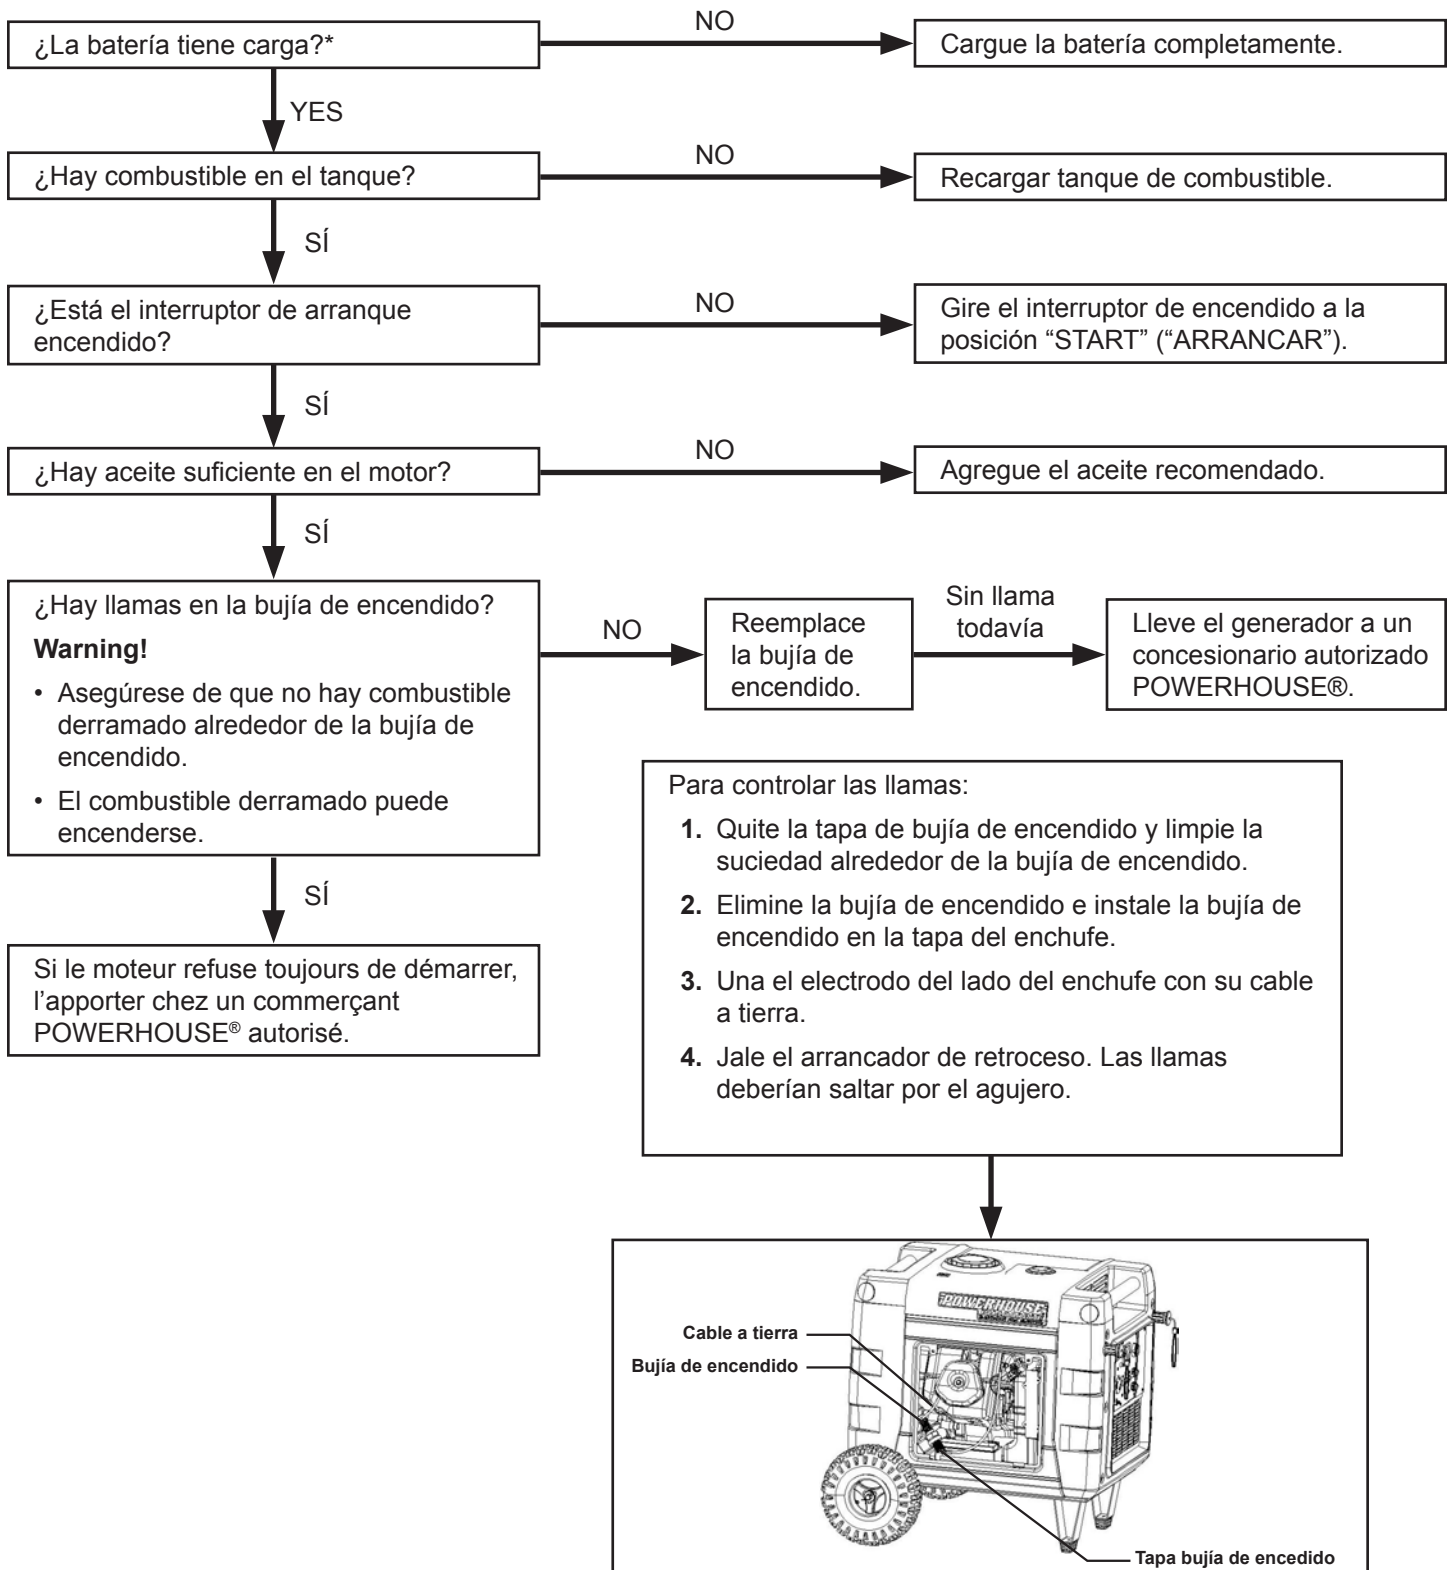 ¿La batería tiene carga?*
NO
Cargue la batería completamente.
YES
¿Hay combustible en el tanque?
NO
Recargar tanque de combustible.
SÍ
¿Está el interruptor de arranque
encendido?
NO
Gire el interruptor de encendido a la
posición “START” (“ARRANCAR”).
SÍ
¿Hay aceite suficiente en el motor?
NO
Agregue el aceite recomendado.
SÍ
¿Hay llamas en la bujía de encendido?
Warning!
• Asegúrese de que no hay combustible
derramado alrededor de la bujía de
encendido.
• El combustible derramado puede
encenderse.
NO
Reemplace
la bujía de
encendido.
Sin llama
todavía
Lleve el generador a un
concesionario autorizado
POWERHOUSE®.
SÍ
Si le moteur refuse toujours de démarrer,
l’apporter chez un commerçant
POWERHOUSE® autorisé.
Para controlar las llamas:
1. Quite la tapa de bujía de encendido y limpie la
suciedad alrededor de la bujía de encendido.
2. Elimine la bujía de encendido e instale la bujía de
encendido en la tapa del enchufe.
3. Una el electrodo del lado del enchufe con su cable
a tierra.
4. Jale el arrancador de retroceso. Las llamas
deberían saltar por el agujero.
POWERHOUSE
Cable a tierra
Bujía de encendido
Tapa bujía de encedido